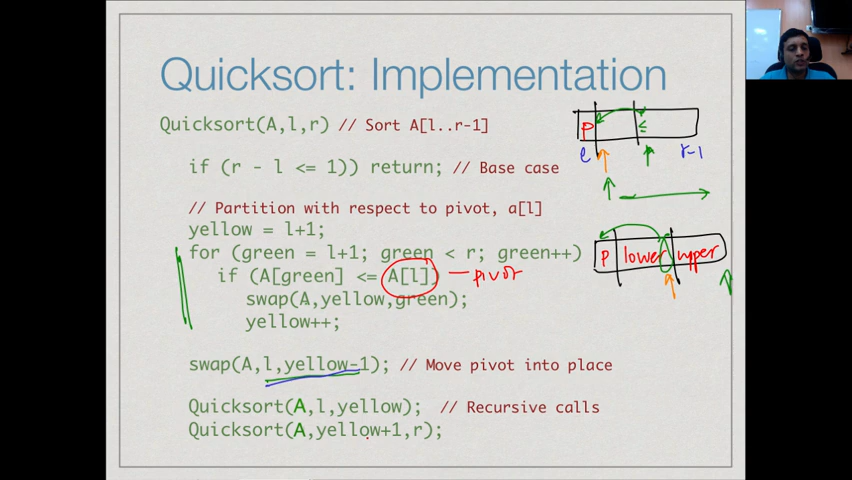 Quicksort: Implementation
Quicksort(A,l,r) // Sort A[l..r-1]
if (r - l <= 1)) return; // Base case
// Partition with respect to pivot, a[l]
yellow = l+1;
for (green = l+1; green < r; green++)
if (A[green] <= A[l]) — pivot
swap(A,yellow,green);
yellow++;
swap(A,l,yellow-1); // Move pivot into place
Quicksort(A,l,yellow); // Recursive calls
Quicksort(A,yellow+1,r);
p ≤
l r-1
p lower upper